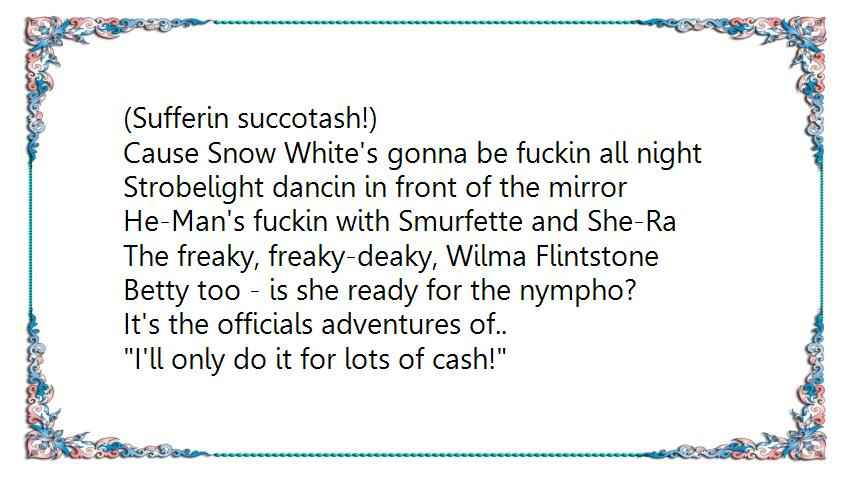 (Sufferin succotash!)
Cause Snow White's gonna be fuckin all night
Strobelight dancin in front of the mirror
He-Man's fuckin with Smurfette and She-Ra
The freaky, freaky-deaky, Wilma Flintstone
Betty too - is she ready for the nympho?
It's the officials adventures of..
"I'll only do it for lots of cash!"